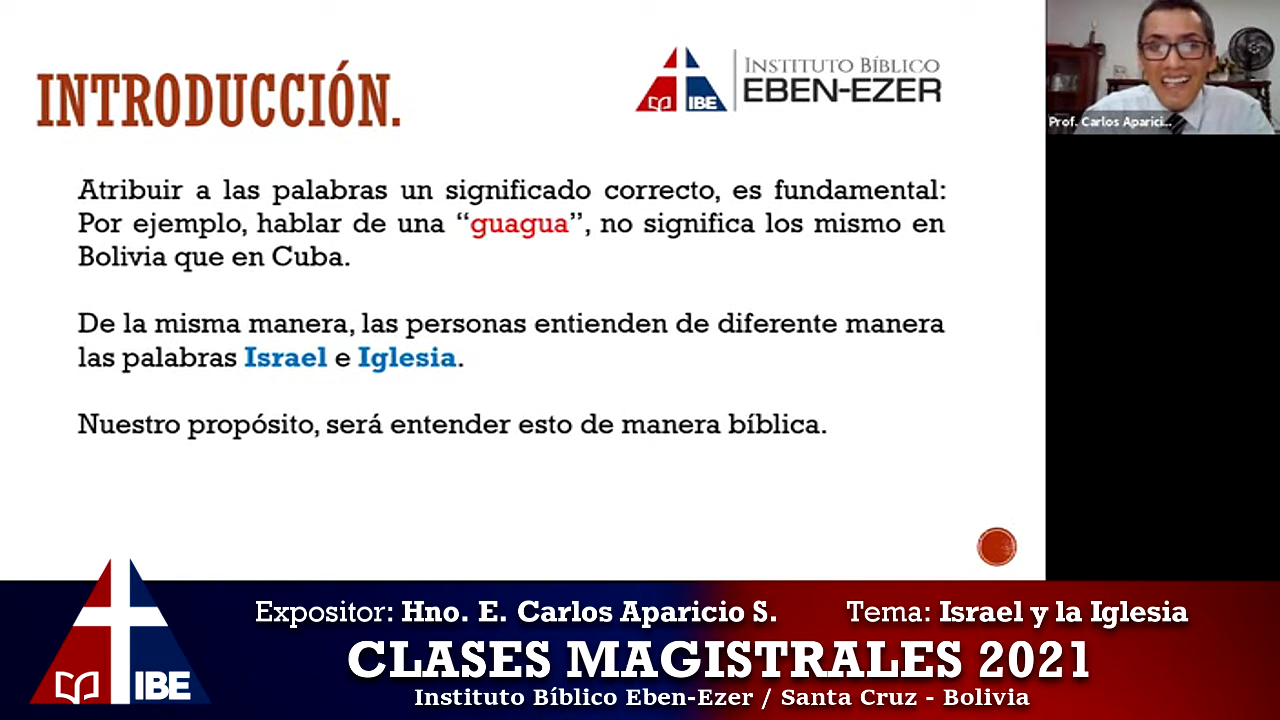 INTRODUCCIÓN.
INSTITUTO BÍBLICO
EBEN-EZER
IBE
Prof. Carlos Aparici...
Atribuir a las palabras un significado correcto, es fundamental:
Por ejemplo, hablar de una “guagua”, no significa los mismo en
Bolivia que en Cuba.
De la misma manera, las personas entienden de diferente manera
las palabras Israel e Iglesia.
Nuestro propósito, será entender esto de manera bíblica.
IBE
Expositor: Hno. E. Carlos Aparicio S. Tema: Israel y la Iglesia
CLASES MAGISTRALES 2021
Instituto Bíblico Eben-Ezer / Santa Cruz - Bolivia